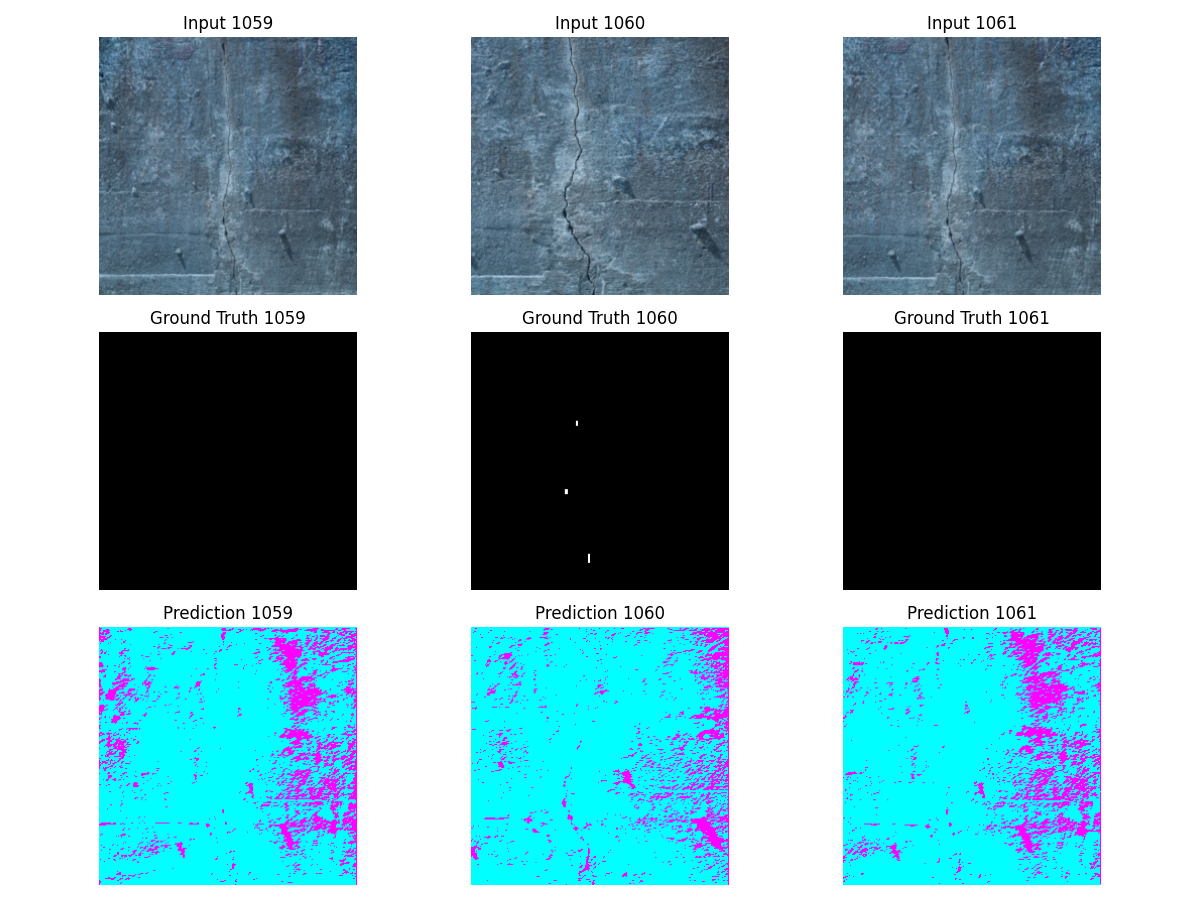 Input 1059
Input 1060
Input 1061
Ground Truth 1059
Ground Truth 1060
Ground Truth 1061
Prediction 1059
Prediction 1060
Prediction 1061